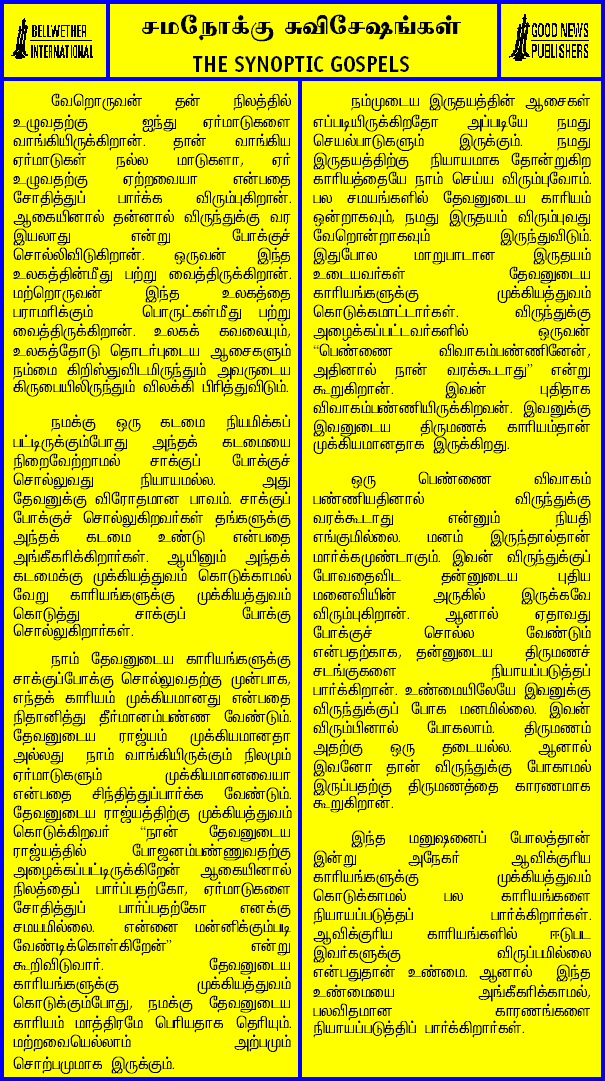 BELLWETHER
INTERNATIONAL
சமநோக்கு சுவிசேஷங்கள்
THE SYNOPTIC GOSPELS
GOOD NEWS
PUBLISHERS
வேறொருவன் தன் நிலத்தில்
உழுவதற்கு ஐந்து ஏர்மாடுகளை
வாங்கியிருக்கிறான். தான் வாங்கிய
ஏர்மாடுகள் நல்ல மாடுகளா, ஏர்
உழுவதற்கு ஏற்றவையா என்பதை
சோதித்துப் பார்க்க விரும்புகிறான்.
ஆகையினால் தன்னால் விருந்துக்கு வர
இயலாது என்று போக்குச்
சொல்லிவிடுகிறான். ஒருவன் இந்த
உலகத்தின்மீது பற்று வைத்திருக்கிறான்.
மற்றொருவன் இந்த உலகத்தை
பராமரிக்கும் பொருட்கள்மீது பற்று
வைத்திருக்கிறான். உலகக் கவலையும்,
உலகத்தோடு தொடர்புடைய ஆசைகளும்
நம்மை கிறிஸ்துவிடமிருந்தும் அவருடைய
கிருபையிலிருந்தும் விலக்கி பிரித்துவிடும்.
நமக்கு ஒரு கடமை நியமிக்கப்
பட்டிருக்கும்போது அந்தக் கடமையை
நிறைவேற்றாமல் சாக்குப் போக்குச்
சொல்லுவது நியாயமல்ல. அது
தேவனுக்கு விரோதமான பாவம். சாக்குப்
போக்குச் சொல்லுகிறவர்கள் தங்களுக்கு
அந்தக் கடமை உண்டு என்பதை
அங்கீகரிக்கிறார்கள். ஆயினும் அந்தக்
கடமைக்கு முக்கியத்துவம் கொடுக்காமல்
வேறு காரியங்களுக்கு முக்கியத்துவம்
கொடுத்து சாக்குப் போக்கு
சொல்லுகிறார்கள்.
நாம் தேவனுடைய காரியங்களுக்கு
சாக்குப்போக்கு சொல்லுவதற்கு முன்பாக,
எந்தக் காரியம் முக்கியமானது என்பதை
நிதானித்து தீர்மானம்பண்ண வேண்டும்.
தேவனுடைய ராஜ்யம் முக்கியமானதா
அல்லது நாம் வாங்கியிருக்கும் நிலமும்
ஏர்மாடுகளும் முக்கியமானவையா
என்பதை சிந்தித்துப்பார்க்க வேண்டும்.
தேவனுடைய ராஜ்யத்திற்கு முக்கியத்துவம்
கொடுக்கிறவர் “நான் தேவனுடைய
ராஜ்யத்தில் போஜனம்பண்ணுவதற்கு
அழைக்கப்பட்டிருக்கிறேன் ஆகையினால்
நிலத்தைப் பார்ப்பதற்கோ, ஏர்மாடுகளை
சோதித்துப் பார்ப்பதற்கோ எனக்கு
சமயமில்லை. என்னை மன்னிக்கும்படி
வேண்டிக்கொள்கிறேன்” என்று
கூறிவிடுவார். தேவனுடைய
காரியங்களுக்கு முக்கியத்துவம்
கொடுக்கும்போது, நமக்கு தேவனுடைய
காரியம் மாத்திரமே பெரியதாக தெரியும்.
மற்றவையெல்லாம் அற்பமும்
சொற்பமுமாக இருக்கும்.
நம்முடைய இருதயத்தின் ஆசைகள்
எப்படியிருக்கிறதோ அப்படியே நமது
செயல்பாடுகளும் இருக்கும். நமது
இருதயத்திற்கு நியாயமாக தோன்றுகிற
காரியத்தையே நாம் செய்ய விரும்புவோம்.
பல சமயங்களில் தேவனுடைய காரியம்
ஒன்றாகவும், நமது இருதயம் விரும்புவது
வேறொன்றாகவும் இருந்துவிடும்.
இதுபோல மாறுபாடான இருதயம்
உடையவர்கள் தேவனுடைய
காரியங்களுக்கு முக்கியத்துவம்
கொடுக்கமாட்டார்கள். விருந்துக்கு
அழைக்கப்பட்டவர்களில் ஒருவன்
“பெண்ணை விவாகம்பண்ணினேன்,
அதினால் நான் வரக்கூடாது” என்று
கூறுகிறான். இவன் புதிதாக
விவாகம்பண்ணியிருக்கிறவன். இவனுக்கு
இவனுடைய திருமணக் காரியம்தான்
முக்கியமானதாக இருக்கிறது.
ஒரு பெண்ணை விவாகம்
பண்ணியதினால் விருந்துக்கு
வரக்கூடாது என்னும் நியதி
எங்குமில்லை. மனம் இருந்தால்தான்
மார்க்கமுண்டாகும். இவன் விருந்துக்குப்
போவதைவிட தன்னுடைய புதிய
மனைவியின் அருகில் இருக்கவே
விரும்புகிறான். ஆனால் ஏதாவது
போக்குச் சொல்ல வேண்டும்
என்பதற்காக, தன்னுடைய திருமணச்
சடங்குகளை நியாயப்படுத்தப்
பார்க்கிறான். உண்மையிலேயே இவனுக்கு
விருந்துக்குப் போக மனமில்லை. இவன்
விரும்பினால் போகலாம். திருமணம்
அதற்கு ஒரு தடையல்ல. ஆனால்
இவனோ தான் விருந்துக்கு போகாமல்
இருப்பதற்கு திருமணத்தை காரணமாக
கூறுகிறான்.
இந்த மனுஷனைப் போலத்தான்
இன்று அநேகர் ஆவிக்குரிய
காரியங்களுக்கு முக்கியத்துவம்
கொடுக்காமல் பல காரியங்களை
நியாயப்படுத்தப் பார்க்கிறார்கள்.
ஆவிக்குரிய காரியங்களில் ஈடுபட
இவர்களுக்கு விருப்பமில்லை
என்பதுதான் உண்மை. ஆனால் இந்த
உண்மையை அங்கீகரிக்காமல்,
பலவிதமான காரணங்களை
நியாயப்படுத்திப் பார்க்கிறார்கள்.